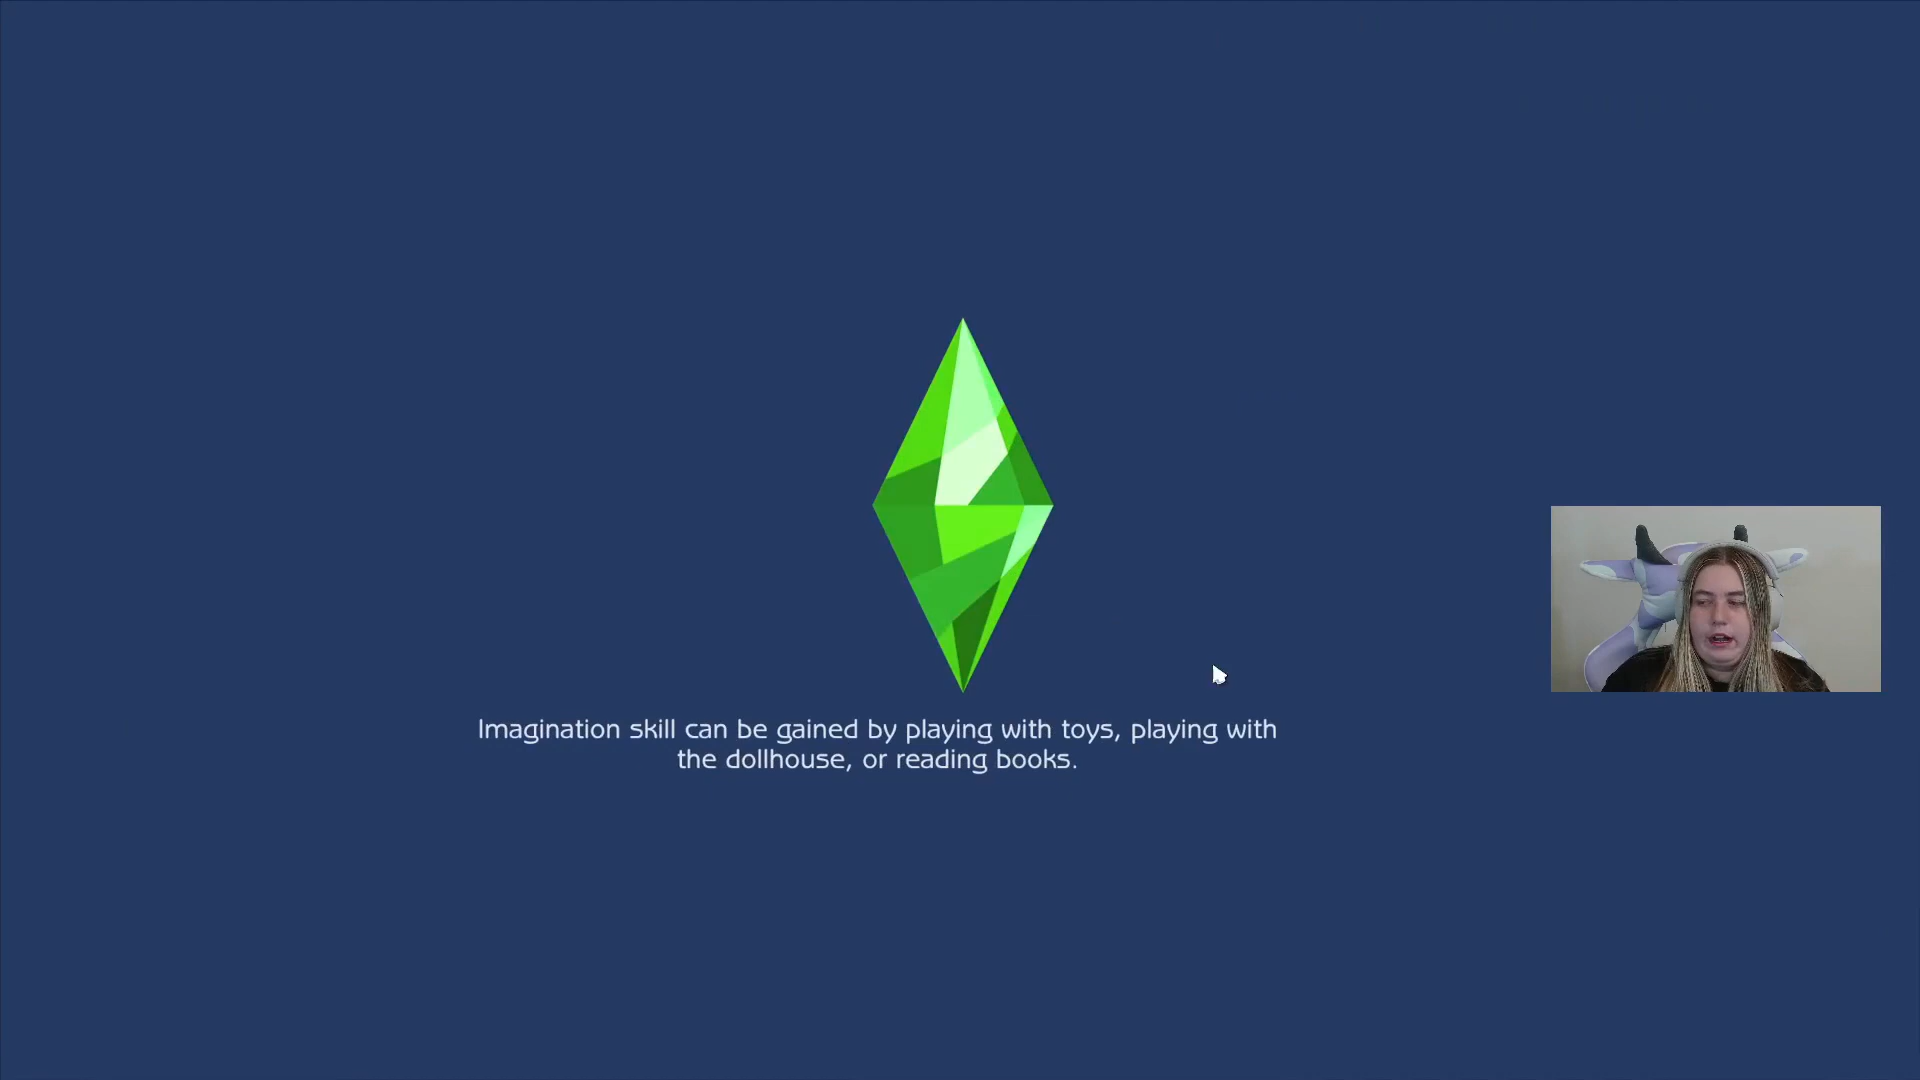 Imagination skill can be gained by playing with toys, playing with
the dollhouse, or reading books.